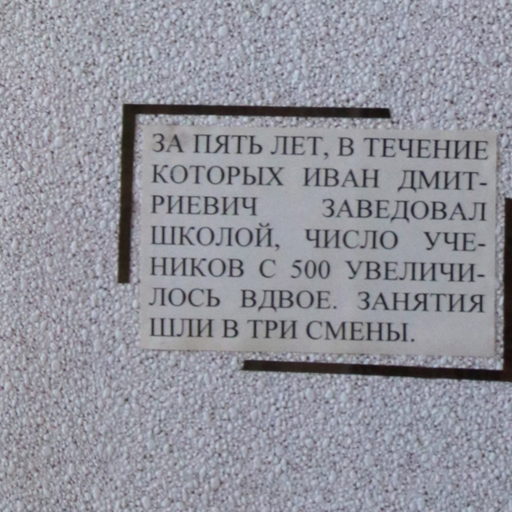 ЗА ПЯТЬ ЛЕТ, В ТЕЧЕНИЕ
КОТОРЫХ ИВАН ДМИТ-
РИЕВИЧ ЗАВЕДОВАЛ
ШКОЛОЙ, ЧИСЛО УЧЕ-
НИКОВ С 500 УВЕЛИЧИ-
ЛОСЬ ВДВОЕ. ЗАНЯТИЯ
ШЛИ В ТРИ СМЕНЫ.